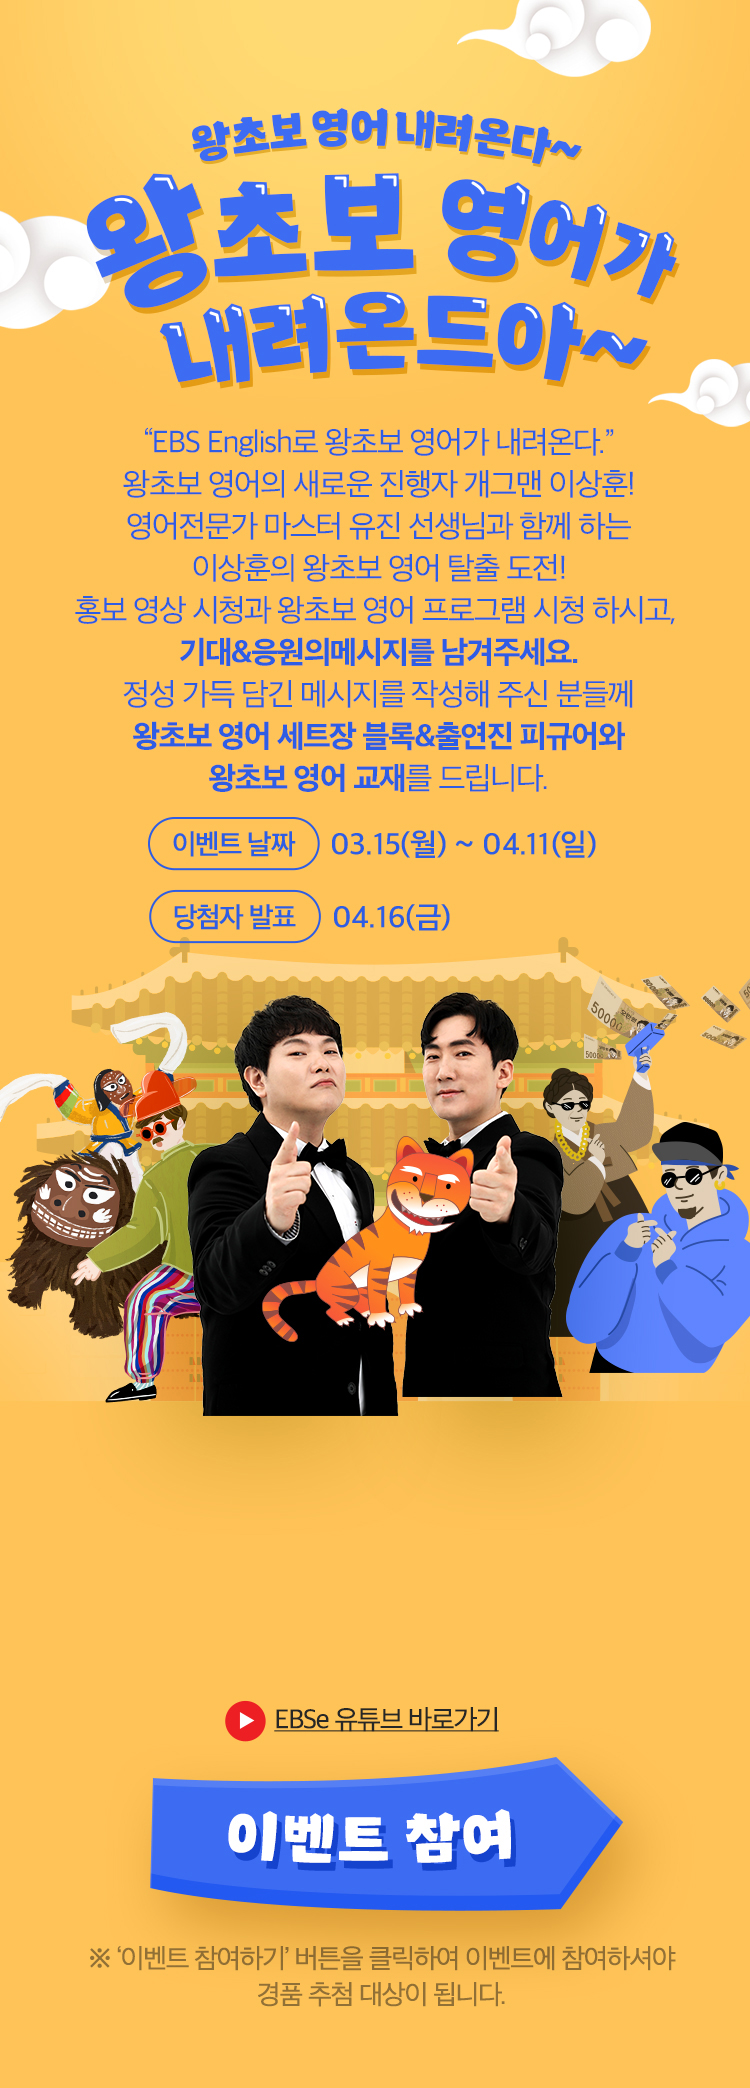 왕초보 영어 내려온다~
왕초보 영어가
내려온드아~
“EBS English로 왕초보 영어가 내려온다.”
왕초보 영어의 새로운 진행자 개그맨 이상훈!
영어전문가 마스터 유진 선생님과 함께 하는
이상훈의 왕초보 영어 탈출 도전!
홍보 영상 시청과 왕초보 영어 프로그램 시청 하시고,
기대&응원의메시지를 남겨주세요.
정성 가득 담긴 메시지를 작성해 주신 분들께
왕초보 영어 세트장 블록&출연진 피규어와
왕초보 영어 교재를 드립니다.
이벤트 날짜 03.15(월) ~ 04.11(일)
당첨자 발표 04.16(금)
50000
EBSe 유튜브 바로가기
이벤트 참여
※ ‘이벤트 참여하기’ 버튼을 클릭하여 이벤트에 참여하셔야
경품 추첨 대상이 됩니다.